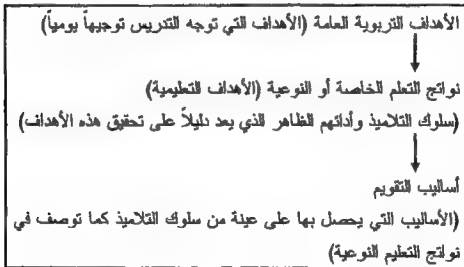 الأهداف التربوية العامة (الأهداف التي توجه التدريس توجيهاً يومياً)
نواتج التعلم الخاصة أو النوعية (الأهداف التعليمية)
(سلوك التلاميذ وأدائهم الظاهر الذي يعد دليلاً على تحقيق هذه الأهداف)
أساليب التقويم
(الأساليب التي يحصل بها على عينة من سلوك التلاميذ كما توصف في
نواتج التعليم النوعية)